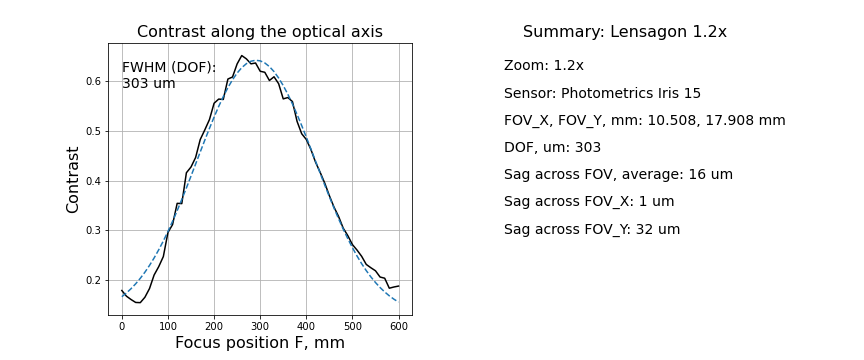 Contrast along the optical axis
FWHM (DOF):
303 um
0.6
0.5
0.4
0.3
0.2
Contrast
0 100 200 300 400 500 600
Focus position F, mm
Summary: Lensagon 1.2x
Zoom: 1.2x
Sensor: Photometrics Iris 15
FOV_X, FOV_Y, mm: 10.508, 17.908 mm
DOF, um: 303
Sag across FOV, average: 16 um
Sag across FOV_X: 1 um
Sag across FOV_Y: 32 um